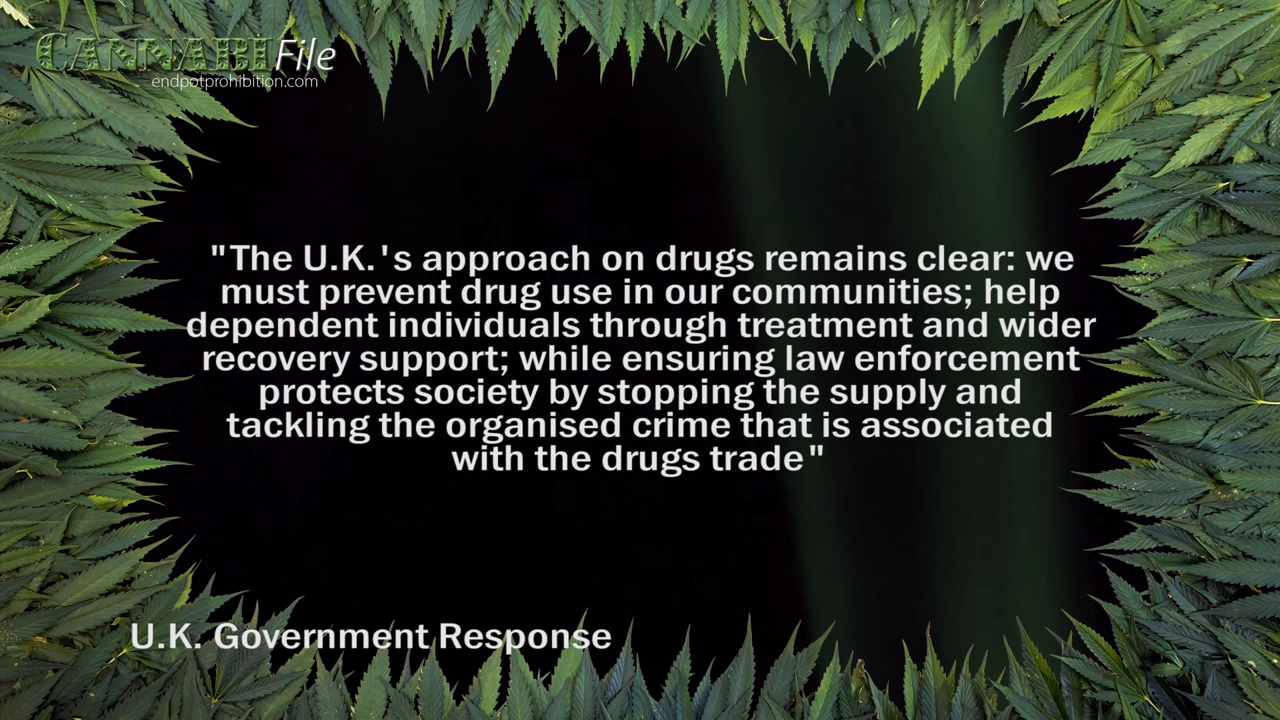 CANNABIFile
endpotprohibition.com
"The U.K.'s approach on drugs remains clear: we
must prevent drug use in our communities; help
dependent individuals through treatment and wider
recovery support; while ensuring law enforcement
protects society by stopping the supply and
tackling the organised crime that is associated
with the drugs trade"
U.K. Government Response